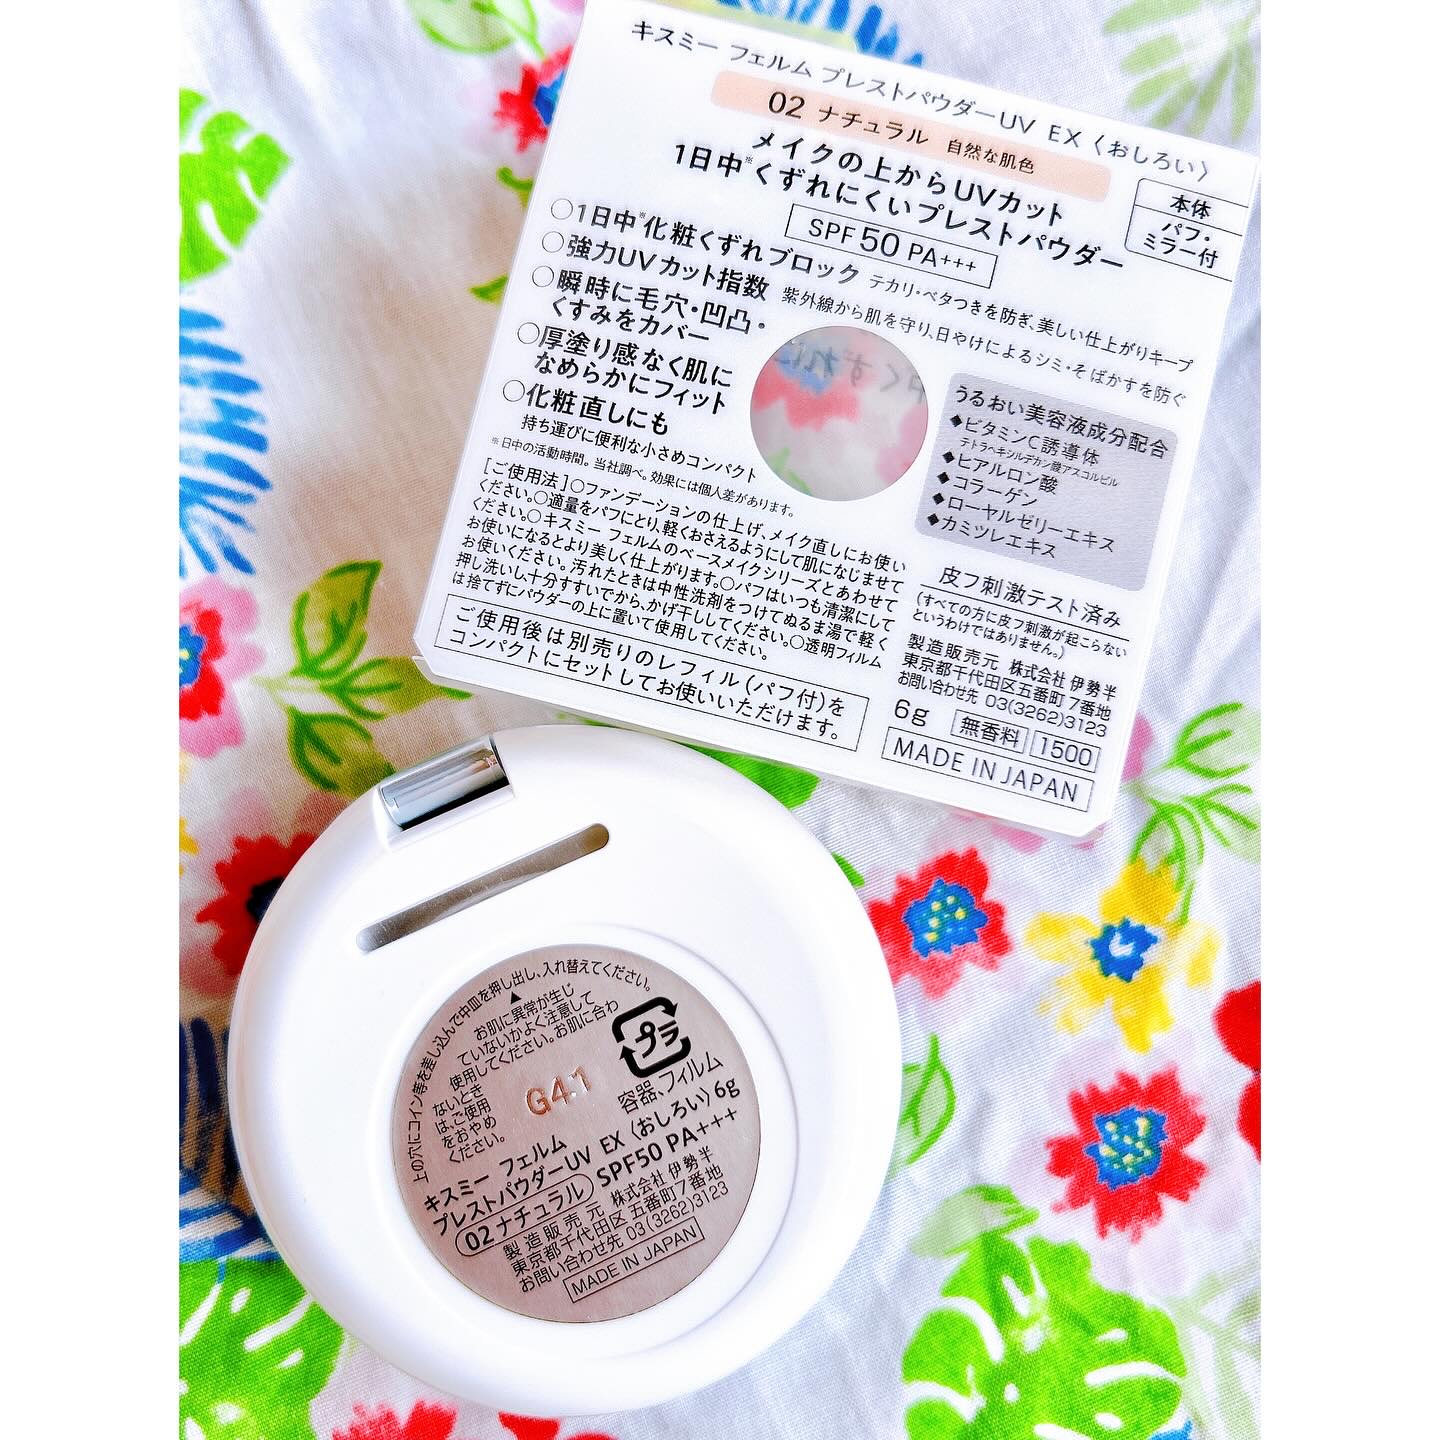 キスミー フェルム プレストパウダーUV EX〈おしろい〉
02 ナチュラル 自然な肌色
メイクの上からUVカット
1日中※くずれにくいプレストパウダー
SPF50 PA+++
本体
パフ・
ミラー付
○1日中※化粧くずれブロック テカリ・ベタつきを防ぎ、美しい仕上がりキープ
○強力UVカット指数 紫外線から肌を守り、日やけによるシミ・そばかすを防ぐ
○瞬時に毛穴・凹凸・
くすみをカバー
○厚塗り感なく肌に
なめらかにフィット
○化粧直しにも
持ち運びに便利な小さめコンパクト
※日中の活動時間。当社調べ。効果には個人差があります。
くずれに
中く
うるおい美容液成分配合
◆ビタミンC誘導体
テトラヘキシルデカン酸アスコルビル
◆ヒアルロン酸
◆コラーゲン
◆ローヤルゼリーエキス
◆カミツレエキス
[ご使用法]○ファンデーションの仕上げ、メイク直しにお使い
ください。○適量をパフにとり、軽くおさえるようにして肌になじませて
ください。○キスミー フェルムのベースメイクシリーズとあわせて
お使いになるとより美しく仕上がります。○パフはいつも清潔にして
お使いください。汚れたときは中性洗剤をつけてぬるま湯で軽く
押し洗いし、十分すすいでから、かげ干ししてください。○透明フィルム
は捨てずにパウダーの上に置いて使用してください。
ご使用後は別売りのレフィル(パフ付)を
コンパクトにセットしてお使いいただけます。
皮フ刺激テスト済み
(すべての方に皮フ刺激が起こらない
というわけではありません。)
製造販売元 株式会社 伊勢半
東京都千代田区五番町7番地
お問い合わせ先 03(3262)3123
6g 無香料 1500
MADE IN JAPAN
上の穴にコイン等を差し込んで中皿を押し出し、入れ替えてください。
お肌に異常が生じ
ていないかよく注意して
使用してください。お肌に合わ
ないとき
は、ご使用
をおやめ
ください。
G4.1
プラ
容器、フィルム
キスミー フェルム
プレストパウダーUV EX〈おしろい〉6g
02ナチュラル SPF50 PA+++
製造販売元 株式会社 伊勢半
東京都千代田区五番町7番地
お問い合わせ先 03(3262)3123
MADE IN JAPAN